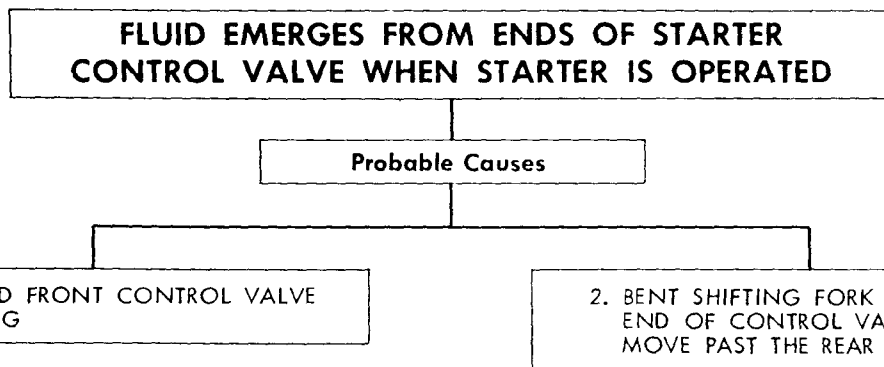 FLUID EMERGES FROM ENDS OF STARTER
CONTROL VALVE WHEN STARTER IS OPERATED
Probable Causes
FRONT CONTROL VALVE
2. BENT SHIFTING FORK
END OF CONTROL
MOVE PAST THE REAR